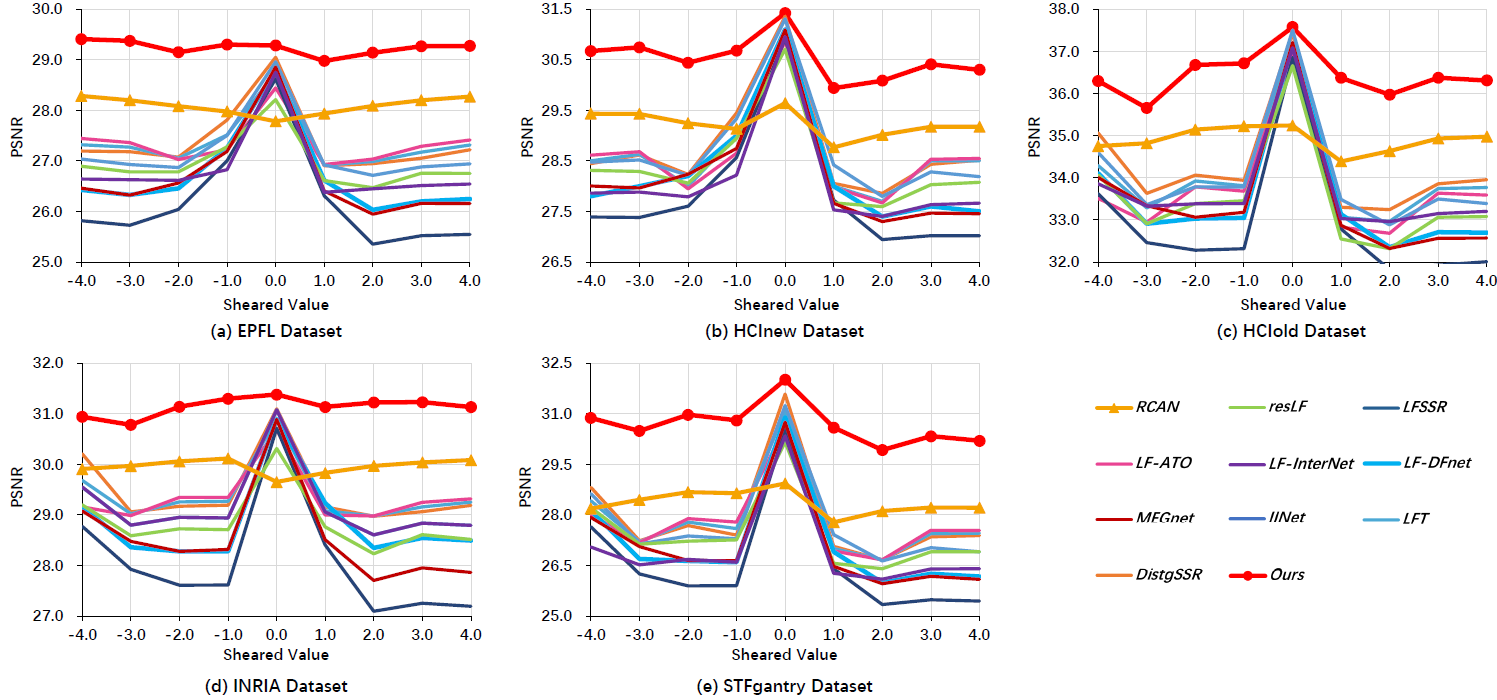 30.0
29.0
28.0
27.0
26.0
25.0
PSNR
-4.0 -3.0 -2.0 -1.0 0.0 1.0 2.0 3.0 4.0
Sheared Value
(a) EPFL Dataset
31.5
30.5
29.5
28.5
27.5
26.5
PSNR
-4.0 -3.0 -2.0 -1.0 0.0 1.0 2.0 3.0 4.0
Sheared Value
(b) HCInew Dataset
38.0
37.0
36.0
35.0
34.0
33.0
32.0
PSNR
-4.0 -3.0 -2.0 -1.0 0.0 1.0 2.0 3.0 4.0
Sheared Value
(c) HCIold Dataset
32.0
31.0
30.0
29.0
28.0
27.0
PSNR
-4.0 -3.0 -2.0 -1.0 0.0 1.0 2.0 3.0 4.0
Sheared Value
(d) INRIA Dataset
32.5
31.0
29.5
28.0
26.5
25.0
PSNR
-4.0 -3.0 -2.0 -1.0 0.0 1.0 2.0 3.0 4.0
Sheared Value
(e) STFgantry Dataset
RCAN resLF LFSSR
LF-ATO LF-InterNet LF-DFnet
MEGnet IINet LFT
DistgSSR Ours